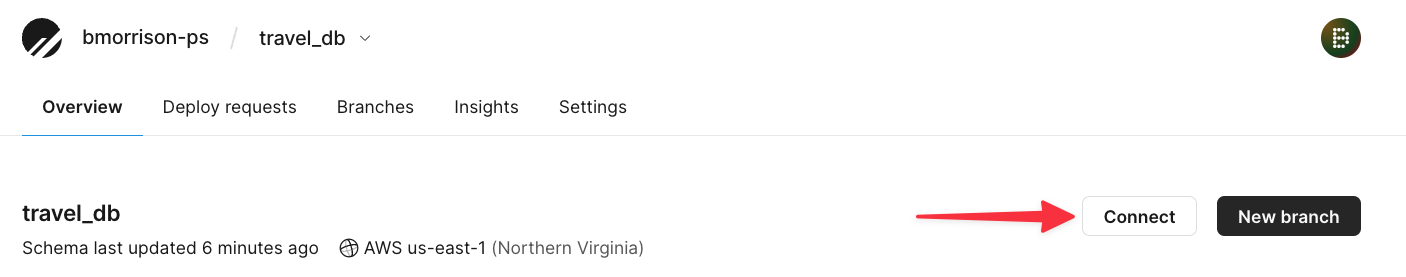 bmorrison-ps / travel_db
B
Overview Deploy requests Branches Insights Settings
travel_db
Connect New branch
Schema last updated 6 minutes ago AWS us-east-1 (Northern Virginia)